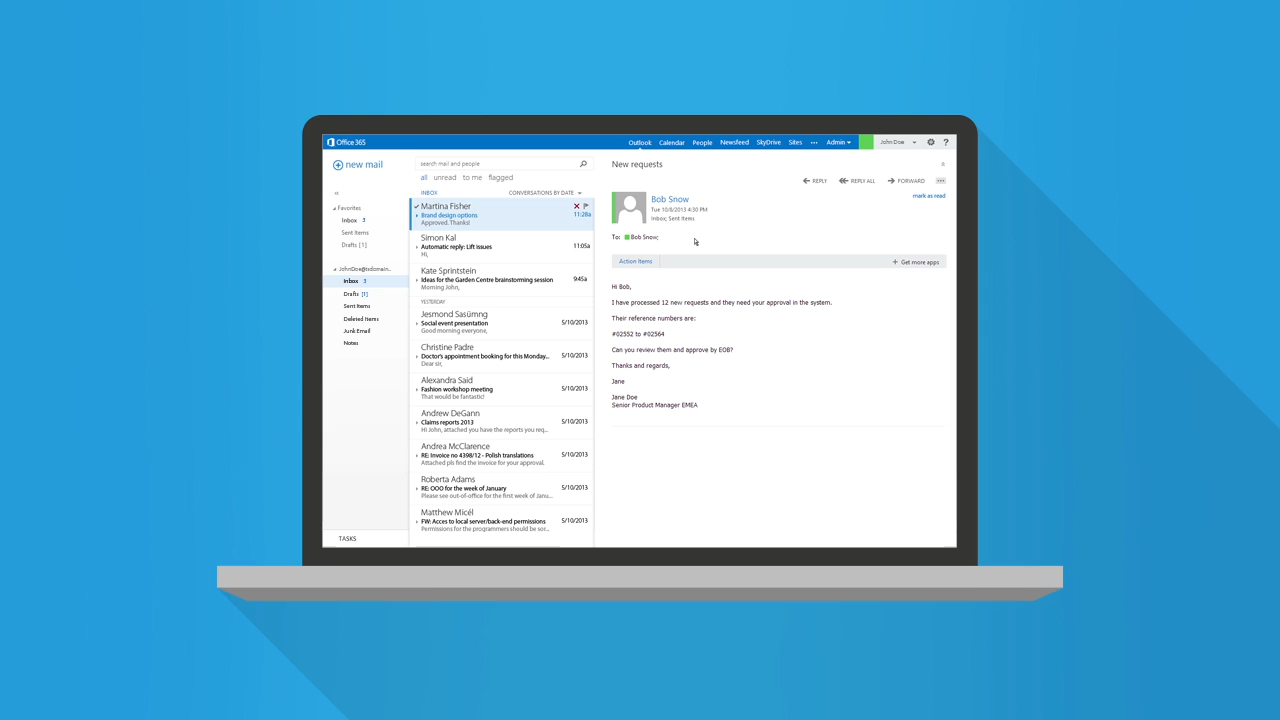 Office 365
Outlook Calendar People Newsfeed SkyDrive Sites ··· Admin John Doe ?
new mail
«
Favorites
Inbox 3
Sent Items
Drafts [1]
JohnDoe@tsdomain..
Inbox 3
Drafts [1]
Sent Items
Deleted Items
Junk Email
Notes
TASKS
search mail and people
all unread to me flagged
INBOX CONVERSATIONS BY DATE
Martina Fisher
Brand design options 11:28a
Approved. Thanks!
Simon Kal
Automatic reply: Lift issues 11:05a
Hi,
Kate Sprintstein
Ideas for the Garden Centre brainstorming session 9:45a
Morning John,
YESTERDAY
Jesmond Sasümng
Social event presentation 5/10/2013
Good morning everyone,
Christine Padre
Doctor's appointment booking for this Monday... 5/10/2013
Dear sir,
Alexandra Said
Fashion workshop meeting 5/10/2013
That would be fantastic!
Andrew DeGann
Claims reports 2013 5/10/2013
Hi John, attached you have the reports you req...
Andrea McClarence
RE: Invoice no 4398/12 - Polish translations 5/10/2013
Attached pls find the invoice for your approval.
Roberta Adams
RE: OOO for the week of January 5/10/2013
Please see out-of-office for the first week of Janu...
Matthew Micél
FW: Acces to local server/back-end permissions 5/10/2013
Permissions for the programmers should be sor...
New requests
REPLY REPLY ALL FORWARD ···
mark as read
Bob Snow
Tue 10/8/2013 4:30 PM
Inbox; Sent Items
To: Bob Snow;
Action Items + Get more apps
Hi Bob,
I have processed 12 new requests and they need your approval in the system.
Their reference numbers are:
#02552 to #02564
Can you review them and approve by EOB?
Thanks and regards,
Jane
Jane Doe
Senior Product Manager EMEA